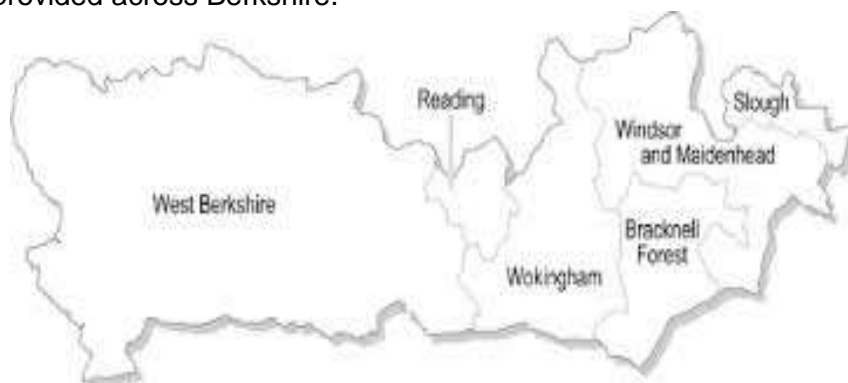 provided across Berkshire.
Reading
Slough
Windsor
and Maidenhead
West Berkshire
Bracknell
Forest
Wokingham